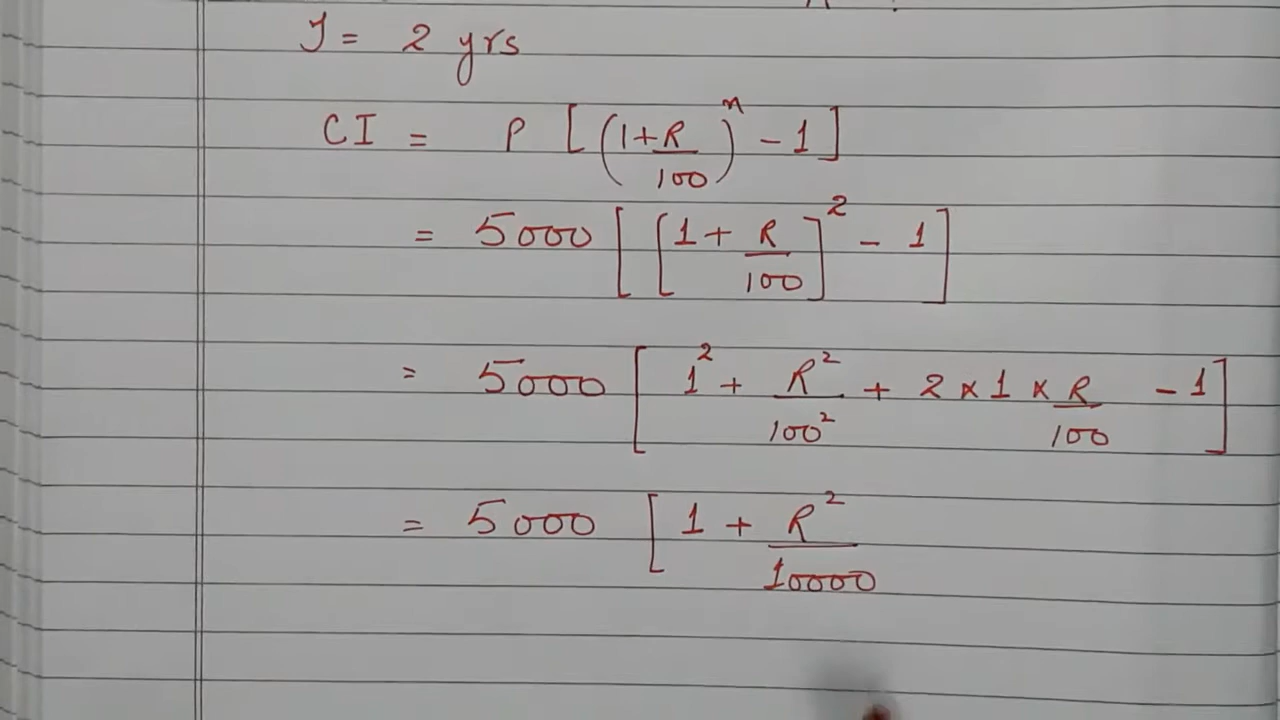 T = 2 yrs
CI = P [(1+R/100)^n - 1]
= 5000 [[1 + R/100]^2 - 1]
= 5000 [1^2 + R^2/100^2 + 2 × 1 × R/100 - 1]
= 5000 [1 + R^2/10000